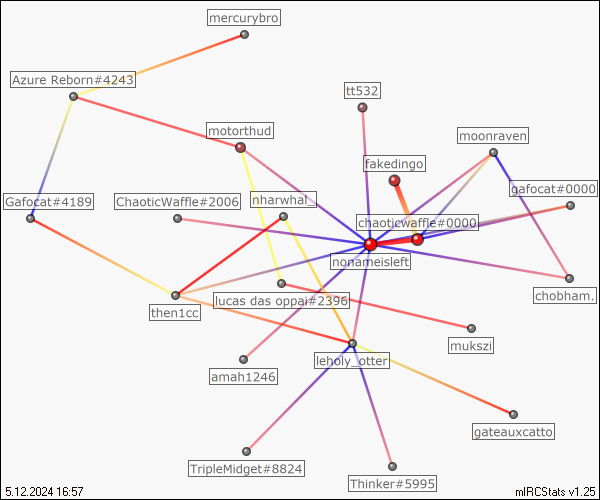 mercurybro
Azure Reborn#4243
tt532
motorthud
moonraven
fakedingo
gafocat#0000
Gafocat#4189
ChaoticWaffle#2006
nharwhal_
chaoticwaffle#0000
nonameisleft
lucas das oppai#2396
chobham.
then1cc
mukszi
leholy_otter
amah1246
gateauxcatto
TripleMidget#8824
Thinker#5995
5.12.2024 16:57
mIRCStats v1.25